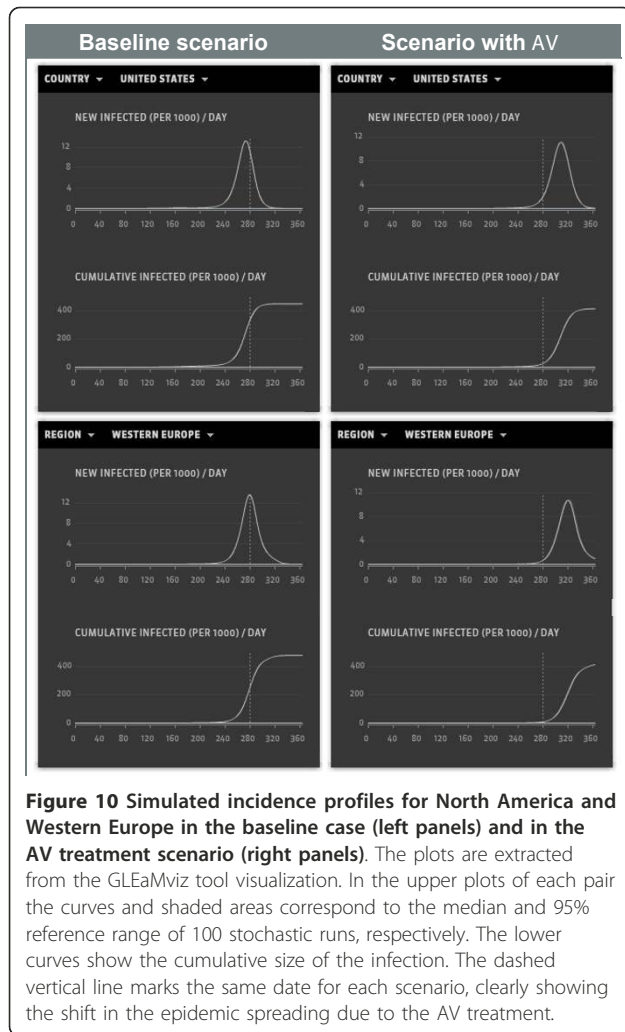 Baseline scenario
Scenario with AV
COUNTRY UNITED STATES
NEW INFECTED (PER 1000) / DAY
12
8
4
0
0 40 80 120 160 200 240 280 320 360
CUMULATIVE INFECTED (PER 1000) / DAY
400
200
0
0 40 80 120 160 200 240 280 320 360
COUNTRY UNITED STATES
NEW INFECTED (PER 1000) / DAY
12
8
4
0
0 40 80 120 160 200 240 280 320 360
CUMULATIVE INFECTED (PER 1000) / DAY
400
200
0
0 40 80 120 160 200 240 280 320 360
REGION WESTERN EUROPE
NEW INFECTED (PER 1000) / DAY
12
8
4
0
0 40 80 120 160 200 240 280 320 360
CUMULATIVE INFECTED (PER 1000) / DAY
400
200
0
0 40 80 120 160 200 240 280 320 360
REGION WESTERN EUROPE
NEW INFECTED (PER 1000) / DAY
12
8
4
0
0 40 80 120 160 200 240 280 320 360
CUMULATIVE INFECTED (PER 1000) / DAY
400
200
0
0 40 80 120 160 200 240 280 320 360
Figure 10 Simulated incidence profiles for North America and
Western Europe in the baseline case (left panels) and in the
AV treatment scenario (right panels). The plots are extracted
from the GLEaMviz tool visualization. In the upper plots of each pair
the curves and shaded areas correspond to the median and 95%
reference range of 100 stochastic runs, respectively. The lower
curves show the cumulative size of the infection. The dashed
vertical line marks the same date for each scenario, clearly showing
the shift in the epidemic spreading due to the AV treatment.